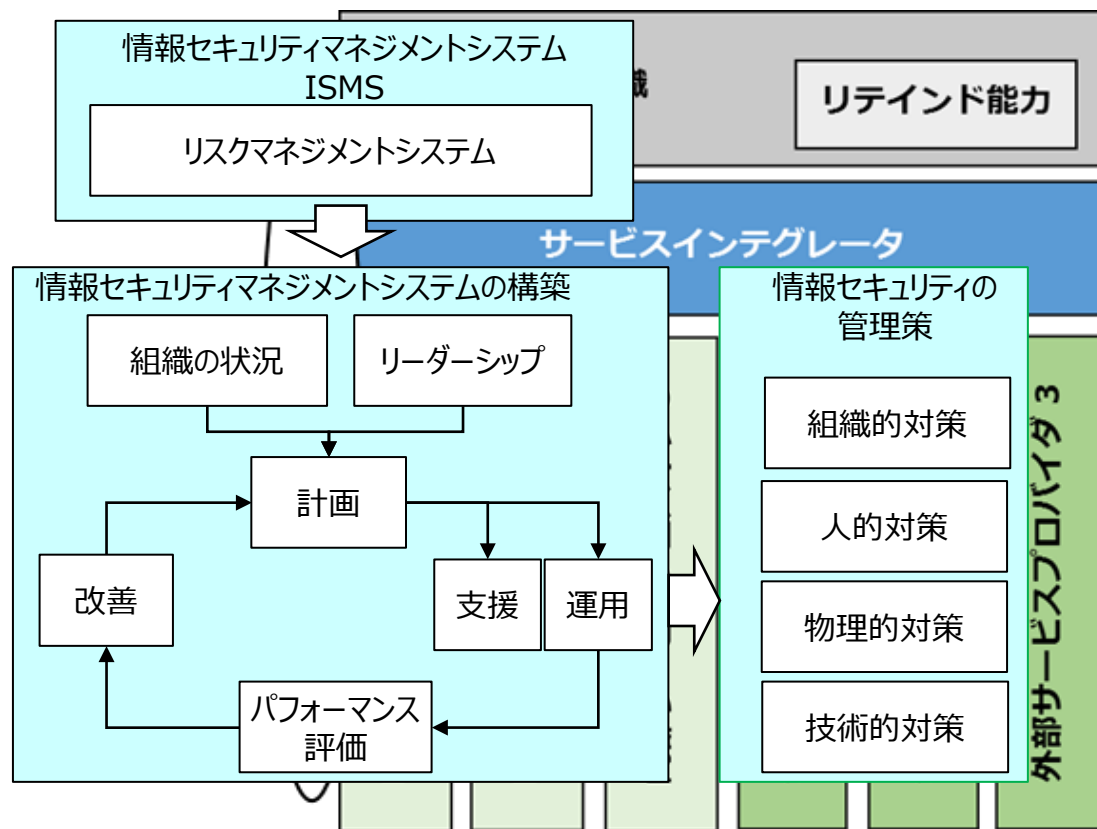 情報セキュリティマネジメントシステム
ISMS
リスクマネジメントシステム
リテインド能力
サービスインテグレータ
情報セキュリティマネジメントシステムの構築
組織の状況
リーダーシップ
計画
改善
支援
運用
パフォーマンス
評価
情報セキュリティの
管理策
組織的対策
人的対策
物理的対策
技術的対策
外部サービスプロバイダ 3